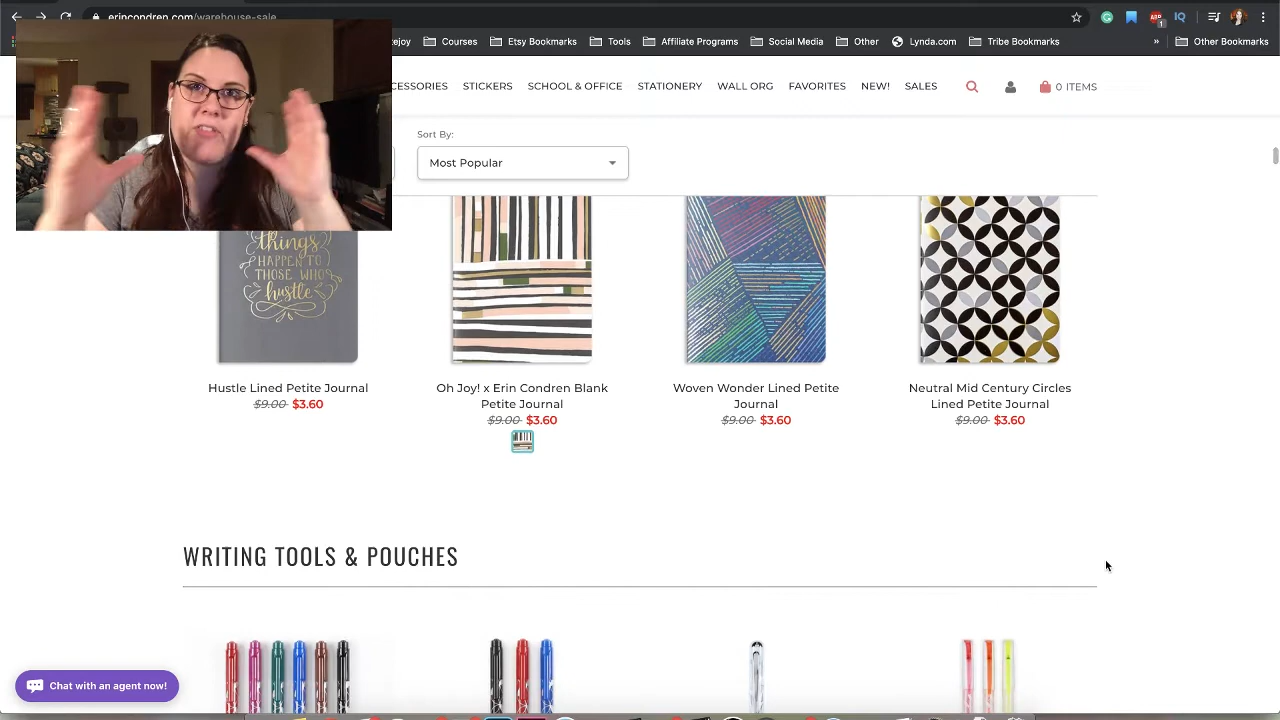 erincondren.com/warehouse-sale
Courses
Etsy Bookmarks
Tools
Affiliate Programs
Social Media
Other
Lynda.com
Tribe Bookmarks
»
Other Bookmarks
STICKERS
SCHOOL & OFFICE
STATIONERY
WALL ORG
FAVORITES
NEW!
SALES
0 ITEMS
Sort By:
Most Popular
things
HAPPEN TO
THOSE WHO
hustle
Hustle Lined Petite Journal
$9.00 $3.60
Oh Joy! x Erin Condren Blank
Petite Journal
$9.00 $3.60
Woven Wonder Lined Petite
Journal
$9.00 $3.60
Neutral Mid Century Circles
Lined Petite Journal
$9.00 $3.60
WRITING TOOLS & POUCHES
Chat with an agent now!